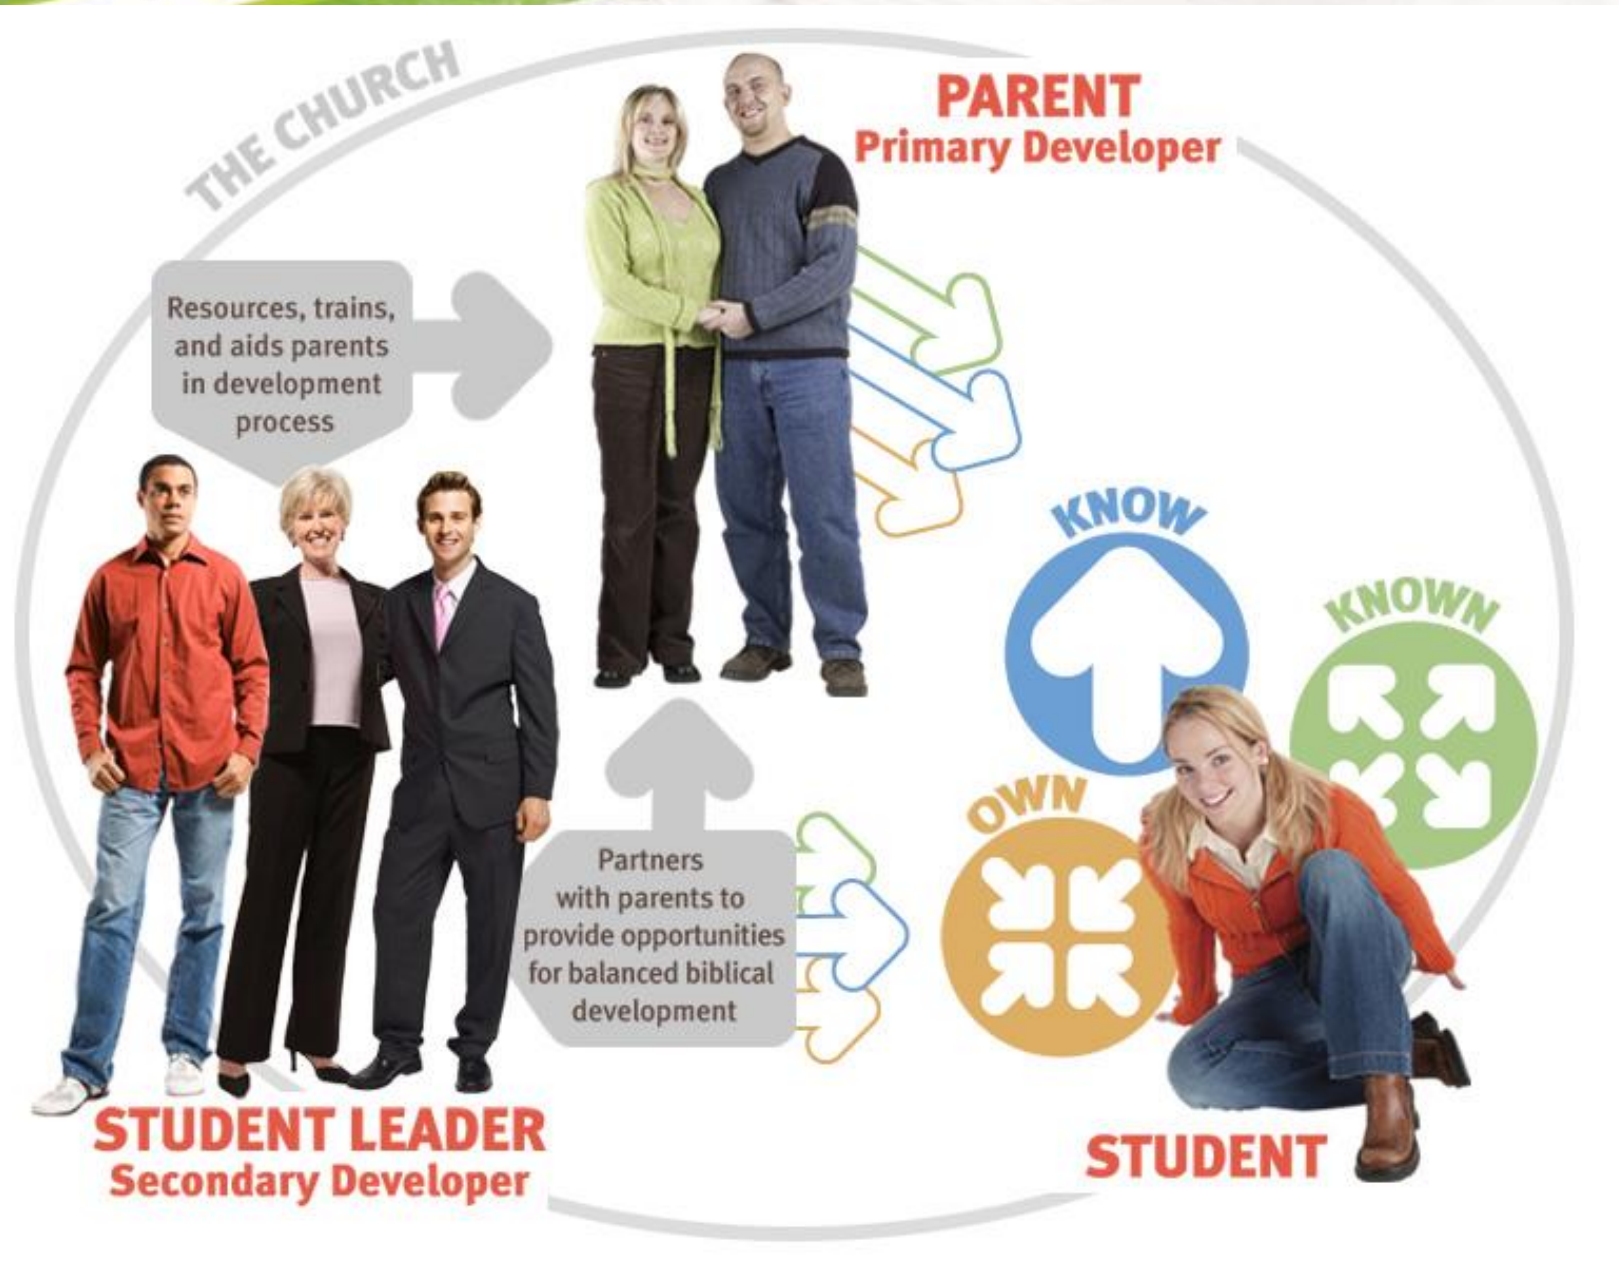 THE CHURCH
PARENT
Primary Developer
Resources, trains,
and aids parents
in development
process
KNOW
KNOWN
OWN
Partners
with parents to
provide opportunities
for balanced biblical
development
STUDENT LEADER
Secondary Developer
STUDENT